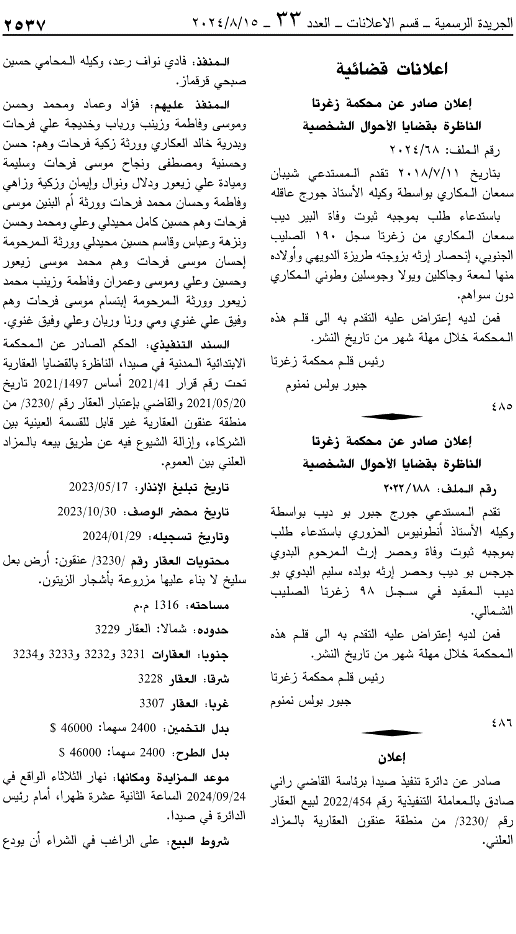 الجريدة الرسمية ــ قسم الاعلانات ــ العدد ٣٣ ــ ٢٠٢٤/٨/١٥
٢٥٣٧
اعلانات قضائية
إعلان صادر عن محكمة زغرتا
الناظرة بقضايا الأحوال الشخصية
رقم الملف: ٢٠٢٤/٦٨
بتاريخ ٢٠١٨/٧/١١ تقدم المستدعي شيبان
سمعان المكاري بواسطة وكيله الأستاذ جورج عاقله
باستدعاء طلب بموجبه ثبوت وفاة البير ديب
سمعان المكاري من زغرتا سجل ١٩٠ الصليب
الجنوبي، إنحصار إرثه بزوجته طريزة الدويهي وأولاده
منها لمعة وجاكلين ويولا وجوسلين وطوني المكاري
دون سواهم.
فمن لديه إعتراض عليه التقدم به الى قلم هذه
المحكمة خلال مهلة شهر من تاريخ النشر.
رئيس قلم محكمة زغرتا
جبور بولس نمنوم
٤٨٥
إعلان صادر عن محكمة زغرتا
الناظرة بقضايا الأحوال الشخصية
رقم الملف: ٢٠٢٢/١٨٨
تقدم المستدعي جورج جبور بو ديب بواسطة
وكيله الأستاذ أنطونيوس الحزوري باستدعاء طلب
بموجبه ثبوت وفاة وحصر إرث المرحوم البدوي
جرجس بو ديب وحصر إرثه بولده سليم البدوي بو
ديب المقيد في سجل ٩٨ زغرتا الصليب
الشمالي.
فمن لديه إعتراض عليه التقدم به الى قلم هذه
المحكمة خلال مهلة شهر من تاريخ النشر.
رئيس قلم محكمة زغرتا
جبور بولس نمنوم
٤٨٦
إعلان
صادر عن دائرة تنفيذ صيدا برئاسة القاضي راني
صادق بالمعاملة التنفيذية رقم 2022/454 لبيع العقار
رقم /3230/ من منطقة عنقون العقارية بالمزاد
العلني.
المنفذ: فادي نواف رعد، وكيله المحامي حسين
صبحي قرقماز.
المنفذ عليهم: فؤاد وعماد ومحمد وحسن
وموسى وفاطمة وزينب ورباب وخديجة علي فرحات
وبدرية خالد العكاري وورثة زكية فرحات وهم: حسن
وحسنية ومصطفى ونجاح موسى فرحات وسليمة
وميادة علي زيعور ودلال ونوال وإيمان وزكية وزاهي
وفاطمة وحسان محمد فرحات وورثة أم البنين موسى
فرحات وهم حسين كامل محيدلي وعلي ومحمد وحسن
ونزهة وعباس وقاسم حسين محيدلي وورثة المرحومة
إحسان موسى فرحات وهم محمد موسى زيعور
وحسين وعلي وموسى وعمران وفاطمة وزينب محمد
زيعور وورثة المرحومة إبتسام موسى فرحات وهم
وفيق علي غنوي ومي ورنا وريان وعلي وفيق غنوي.
السند التنفيذي: الحكم الصادر عن المحكمة
الابتدائية المدنية في صيدا، الناظرة بالقضايا العقارية
تحت رقم قرار 2021/41 أساس 2021/1497 تاريخ
2021/05/20 والقاضي بإعتبار العقار رقم /3230/ من
منطقة عنقون العقارية غير قابل للقسمة العينية بين
الشركاء، وإزالة الشيوع فيه عن طريق بيعه بالمزاد
العلني بين العموم.
تاريخ تبليغ الإنذار: 2023/05/17
تاريخ محضر الوصف: 2023/10/30
وتاريخ تسجيله: 2024/01/29
محتويات العقار رقم /3230/ عنقون: أرض بعل
سليخ لا بناء عليها مزروعة بأشجار الزيتون.
مساحته: 1316 م.م
حدوده: شمالا: العقار 3229
جنوبا: العقارات 3231 و3232 و3233 و3234
شرقا: العقار 3228
غربا: العقار 3307
بدل التخمين: 2400 سهما: 46000 $
بدل الطرح: 2400 سهما: 46000 $
موعد المزايدة ومكانها: نهار الثلاثاء الواقع في
2024/09/24 الساعة الثانية عشرة ظهرا، أمام رئيس
الدائرة في صيدا.
شروط البيع: على الراغب في الشراء أن يودع